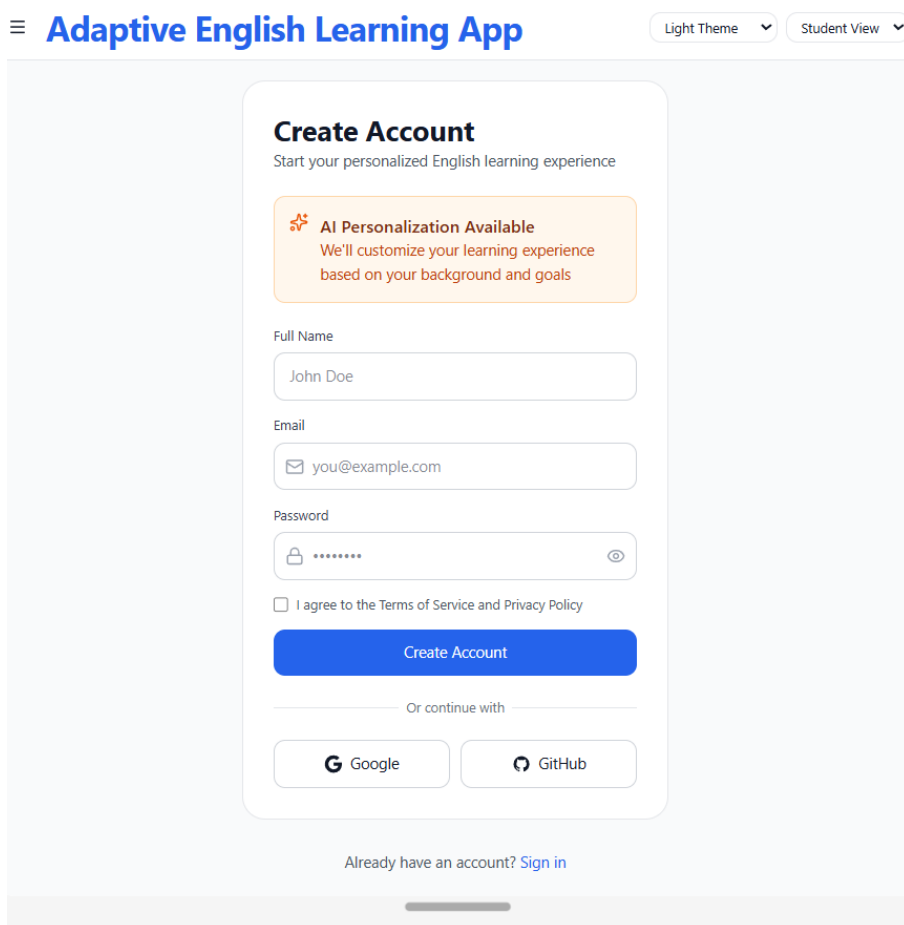 Adaptive English Learning App
Light Theme
Student View
Create Account
Start your personalized English learning experience
AI Personalization Available
We'll customize your learning experience
based on your background and goals
Full Name
John Doe
Email
you@example.com
Password
••••••••
I agree to the Terms of Service and Privacy Policy
Create Account
Or continue with
Google
GitHub
Already have an account? Sign in